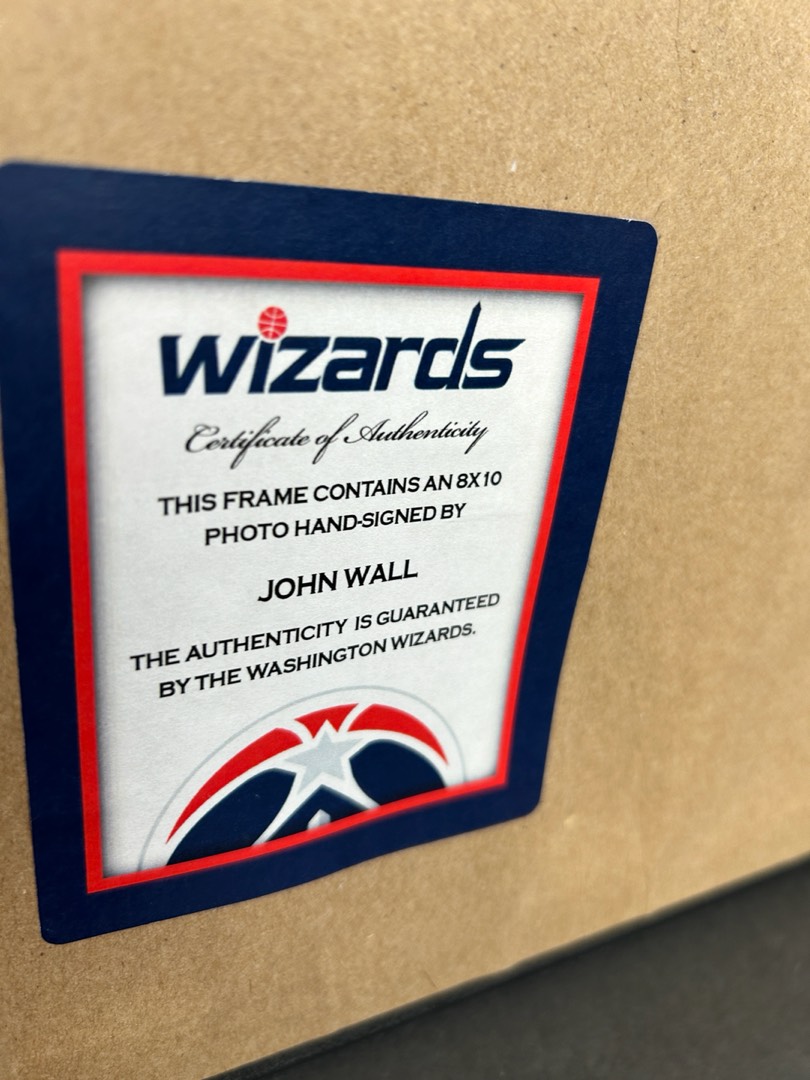 wizards
Certificate of Authenticity
THIS FRAME CONTAINS AN 8X10
PHOTO HAND-SIGNED BY
JOHN WALL
THE AUTHENTICITY IS GUARANTEED
BY THE WASHINGTON WIZARDS.